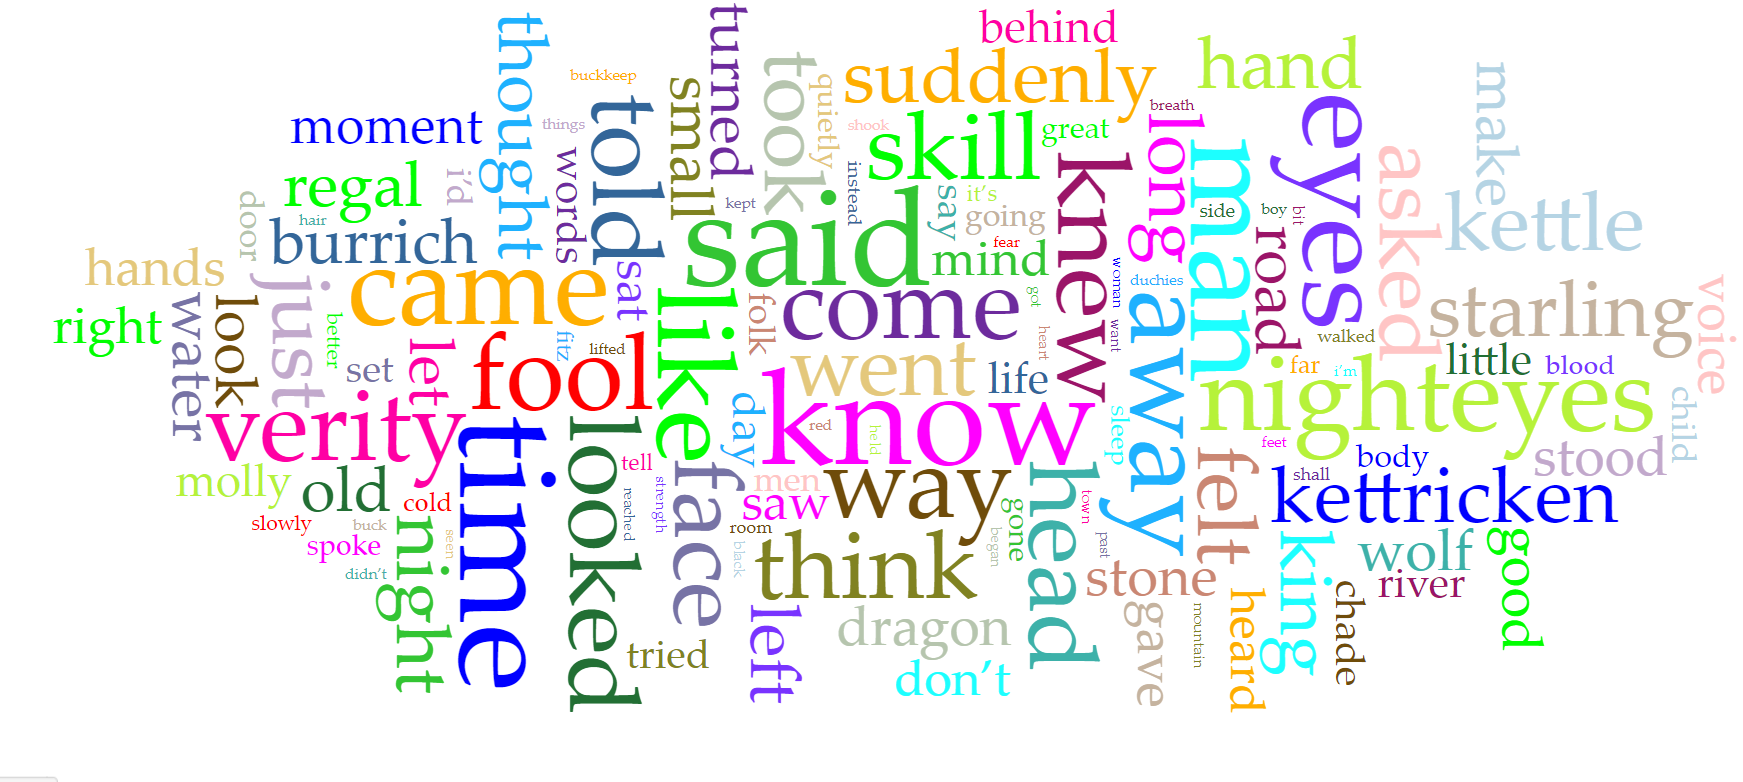 behind
turned
thought
hand
suddenly
took
buckkeep
small
quietly
make
told
eyes
breath
moment
things
shook
skill
great
long
man
asked
knew
words
regal
i'd
instead
said
say
it's
kept
door
hair
going
side
boy
bit
kettle
burrich
road
fear
mind
hands
just
came
sat
woman
duchies
voice
like
folk
come
got
away
starling
right
water
look
better
fitz
lifted
heart
want
walked
let
set
fool
went
life
far
i'm
little
blood
nighteyes
verity
day
know
red
held
sleep
child
time
looked
feet
body
stood
molly
old
tell
face
men
way
head
felt
shall
kettricken
cold
strength
reached
saw
gone
town
slowly
buck
seen
room
spoke
night
black
think
began
past
wolf
good
didn't
stone
king
river
left
dragon
gave
mountain
heard
chade
tried
don't